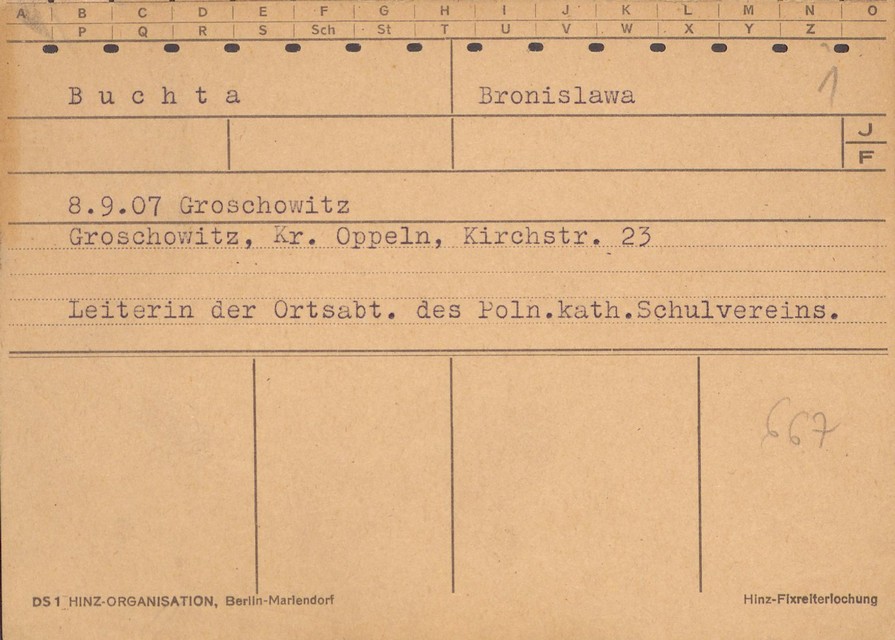 A B C D E F G H I J K L M N O
P Q R S Sch St T U V W X Y Z
Buchta Bronislawa 1
J
F
8.9.07 Groschowitz
Groschowitz, Kr. Oppeln, Kirchstr. 23
Leiterin der Ortsabt. des Poln.kath.Schulvereins.
667
DS 1 HINZ-ORGANISATION, Berlin-Mariendorf Hinz-Fixreiterlochung